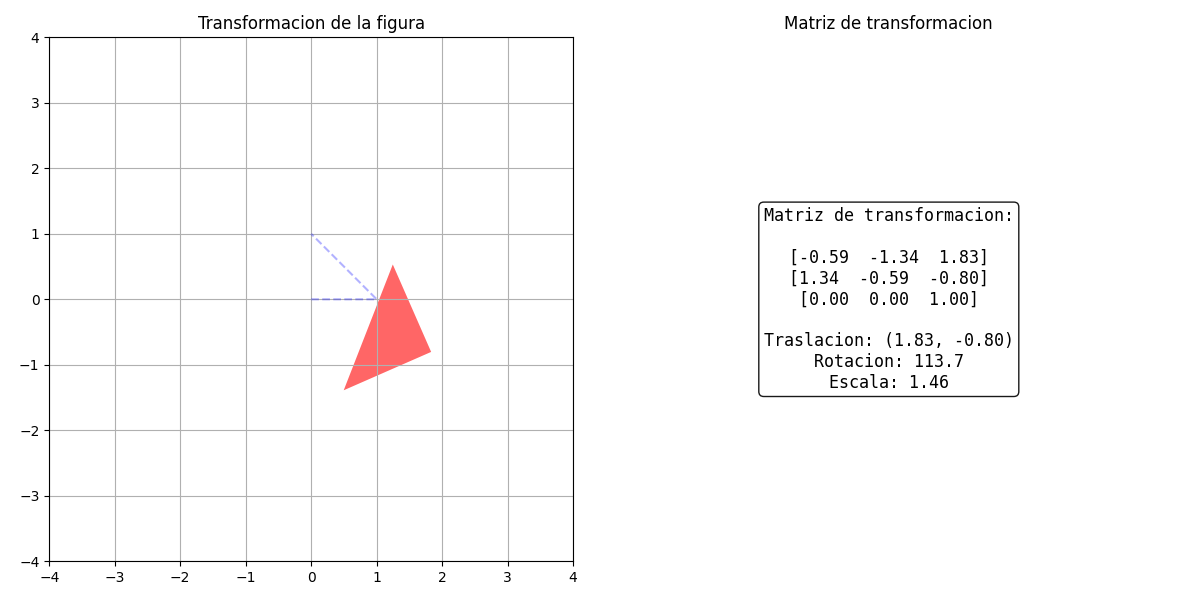 Transformacion de la figura
4
3
2
1
0
−1
−2
−3
−4
−4 −3 −2 −1 0 1 2 3 4
Matriz de transformacion
Matriz de transformacion:
[-0.59 -1.34 1.83]
[1.34 -0.59 -0.80]
[0.00 0.00 1.00]
Traslacion: (1.83, -0.80)
Rotacion: 113.7
Escala: 1.46